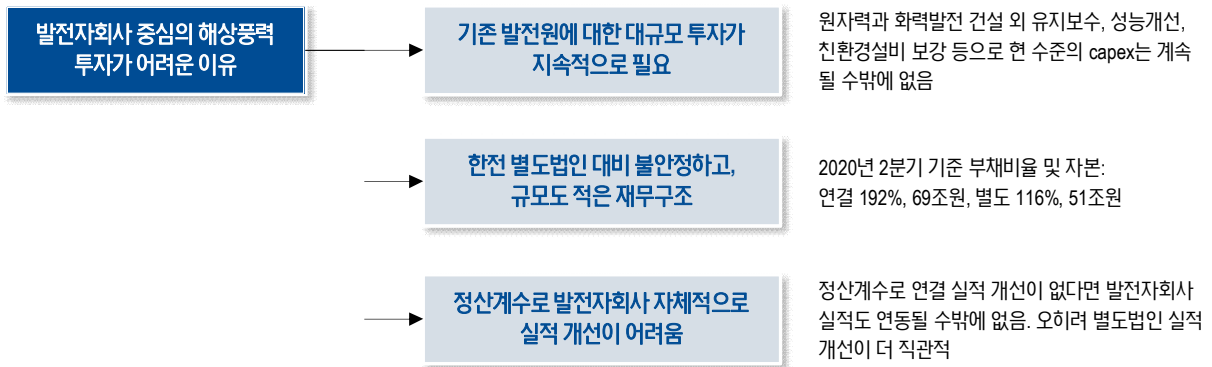 발전자회사 중심의 해상풍력
투자가 어려운 이유
기존 발전원에 대한 대규모 투자가
지속적으로 필요
원자력과 화력발전 건설 외 유지보수, 성능개선,
친환경설비 보강 등으로 현 수준의 capex는 계속
될 수밖에 없음
한전 별도법인 대비 불안정하고,
규모도 적은 재무구조
2020년 2분기 기준 부채비율 및 자본:
연결 192%, 69조원, 별도 116%, 51조원
정산계수로 발전자회사 자체적으로
실적 개선이 어려움
정산계수로 연결 실적 개선이 없다면 발전자회사
실적도 연동될 수밖에 없음. 오히려 별도법인 실적
개선이 더 직관적